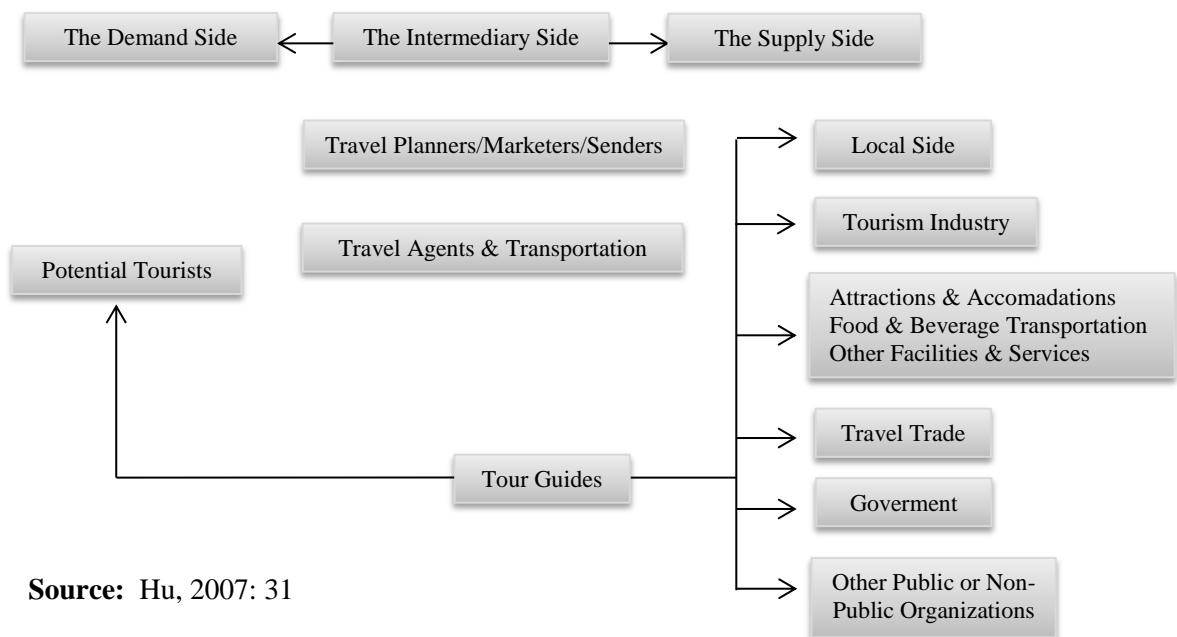 The Demand Side
The Intermediary Side
The Supply Side
Travel Planners/Marketers/Senders
Local Side
Tourism Industry
Travel Agents & Transportation
Potential Tourists
Attractions & Accomadations
Food & Beverage Transportation
Other Facilities & Services
Travel Trade
Tour Guides
Goverment
Other Public or Non-
Public Organizations
Source: Hu, 2007: 31